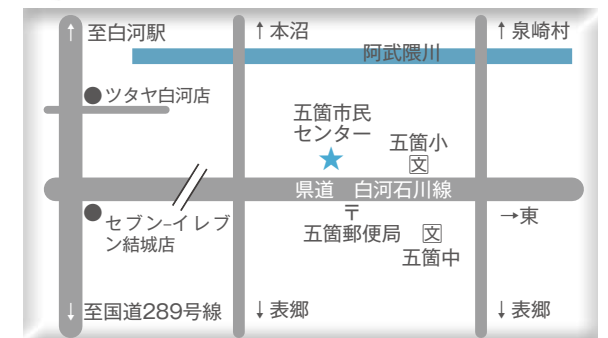 ↑ 至白河駅
↑本沼
↑泉崎村
阿武隈川
●ツタヤ白河店
五箇市民
センター
★
五箇小
文
県道　白河石川線
●セブン–イレブ
ン結城店
〒
五箇郵便局
文
五箇中
→東
↓至国道289号線
↓表郷
↓表郷